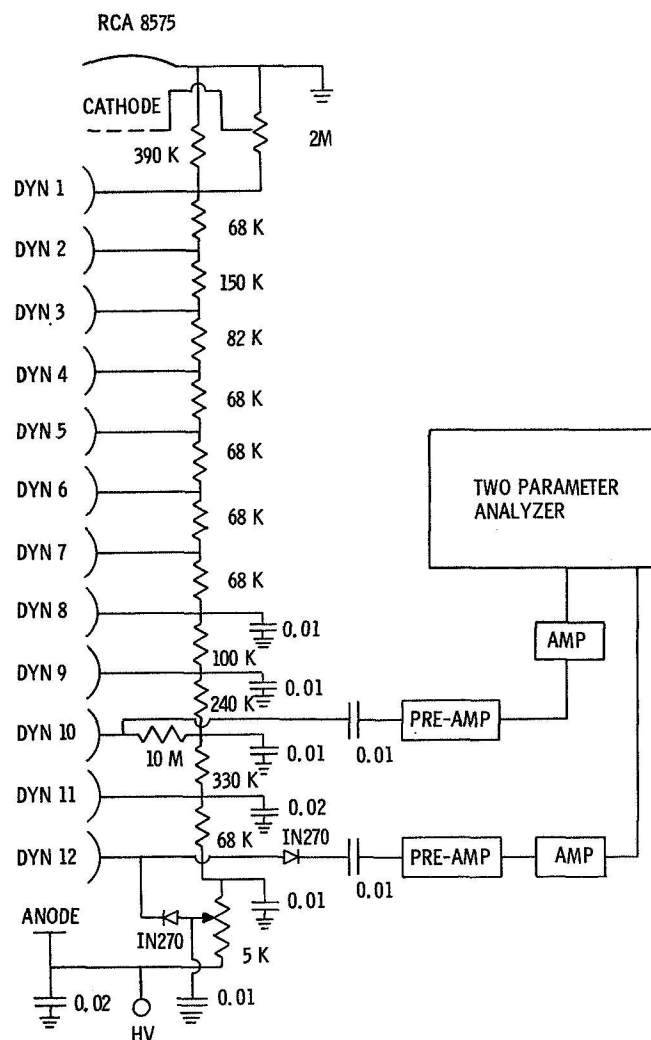 RCA 8575
CATHODE
2M
390 K
DYN 1
68 K
DYN 2
150 K
DYN 3
82 K
DYN 4
68 K
DYN 5
68 K
DYN 6
68 K
DYN 7
68 K
DYN 8
0.01
100 K
DYN 9
0.01
240 K
DYN 10
10 M
0.01
0.01
PRE-AMP
AMP
TWO PARAMETER
ANALYZER
330 K
DYN 11
0.02
68 K
DYN 12
IN270
0.01
PRE-AMP
AMP
0.01
ANODE
IN270
5 K
0.02
HV
0.01